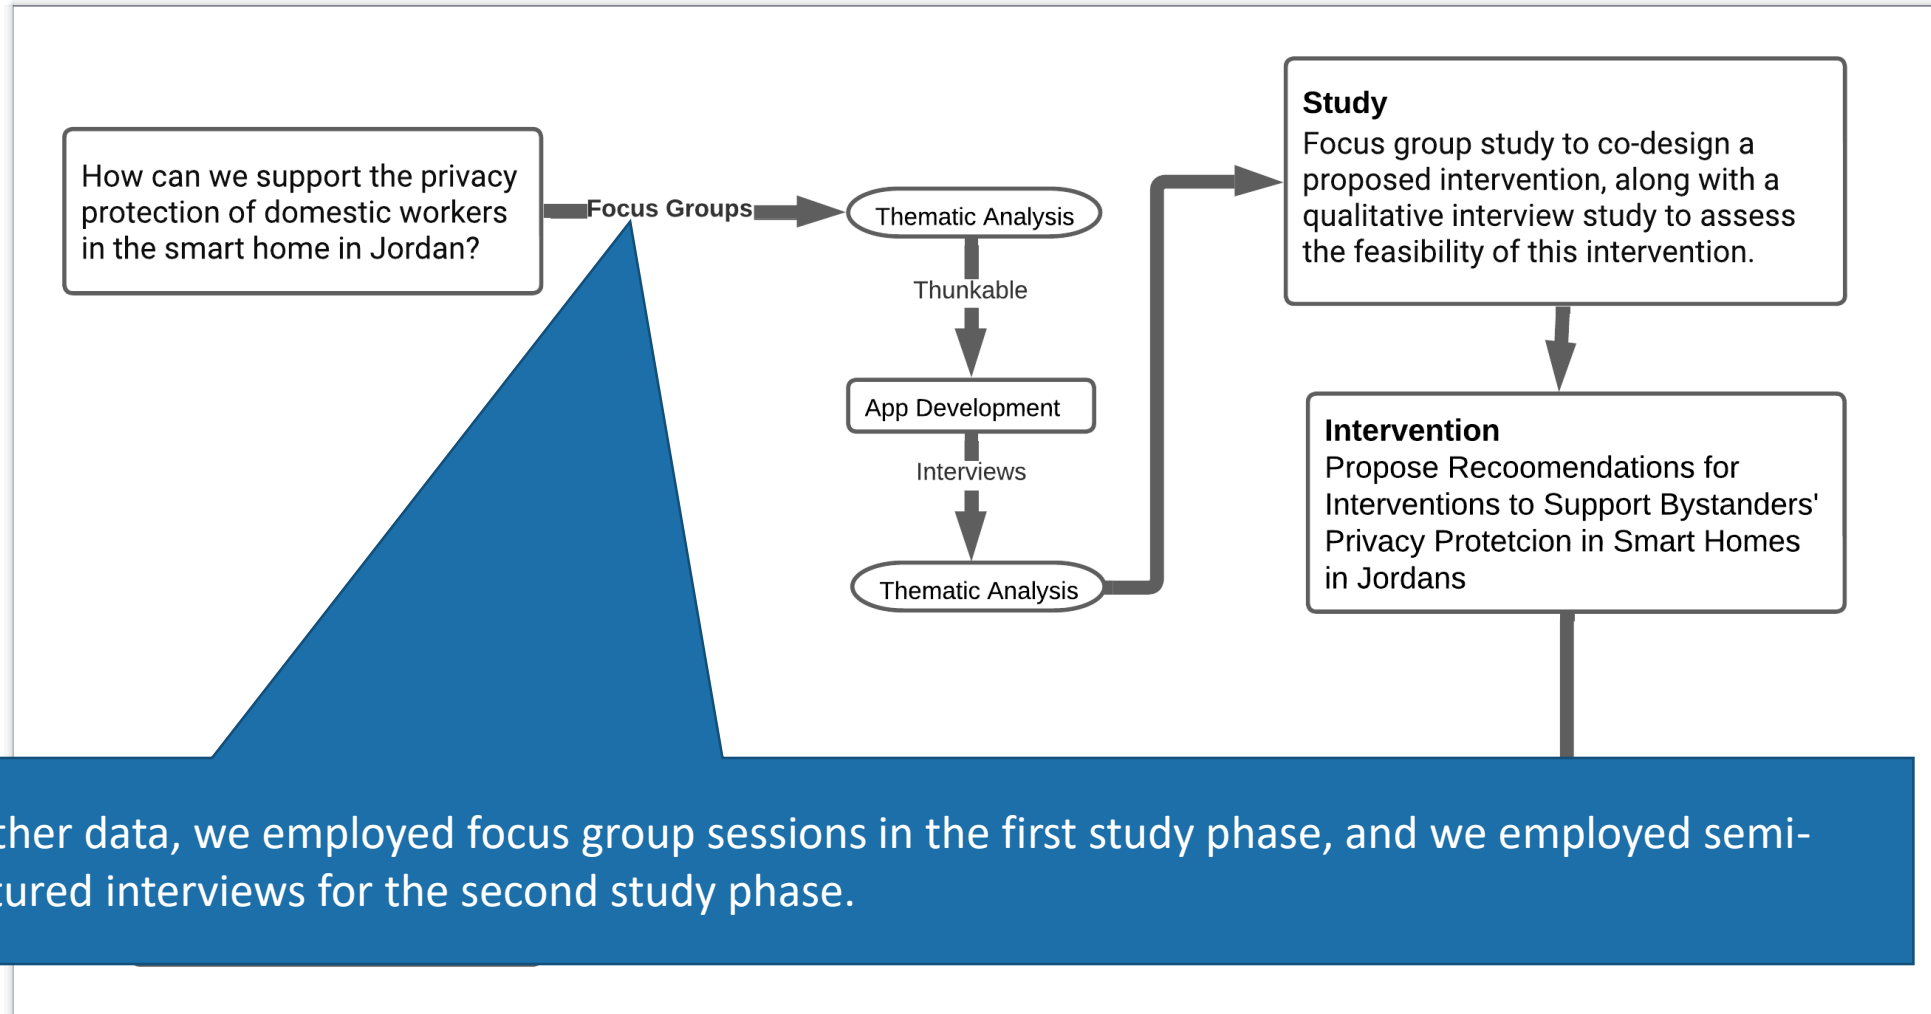 How can we support the privacy
protection of domestic workers
in the smart home in Jordan?
Focus Groups
Thematic Analysis
Thunkable
App Development
Interviews
Thematic Analysis
Study
Focus group study to co-design a
proposed intervention, along with a
qualitative interview study to assess
the feasibility of this intervention.
Intervention
Propose Recoomendations for
Interventions to Support Bystanders'
Privacy Protetcion in Smart Homes
in Jordans
data, we employed focus group sessions in the first study phase, and we employed semi-
interviews for the second study phase.